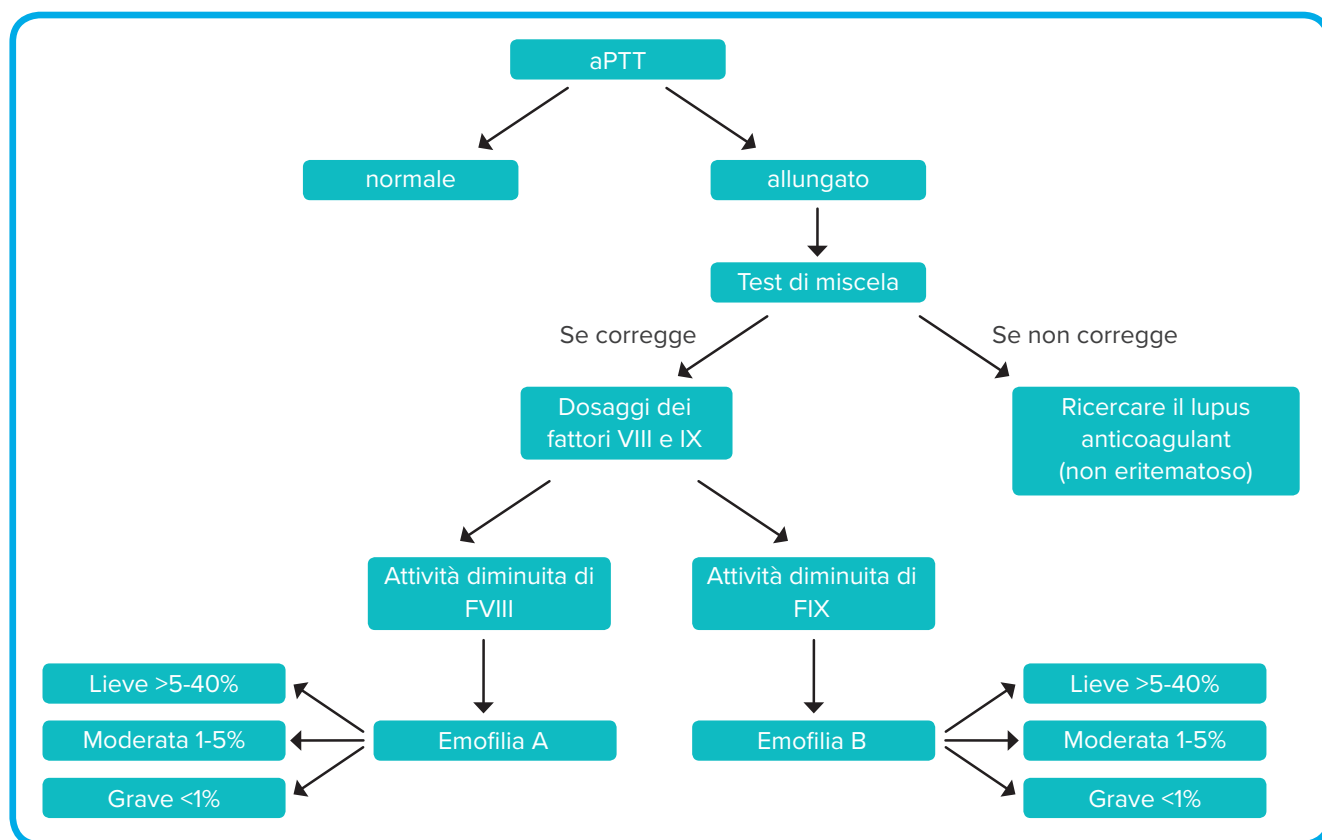 aPTT
normale
allungato
Test di miscela
Se corregge
Se non corregge
Dosaggi dei
fattori VIII e IX
Ricercare il lupus
anticoagulant
(non eritematoso)
Attività diminuita di
FVIII
Attività diminuita di
FIX
Lieve >5-40%
Moderata 1-5%
Grave <1%
Emofilia A
Emofilia B
Lieve >5-40%
Moderata 1-5%
Grave <1%